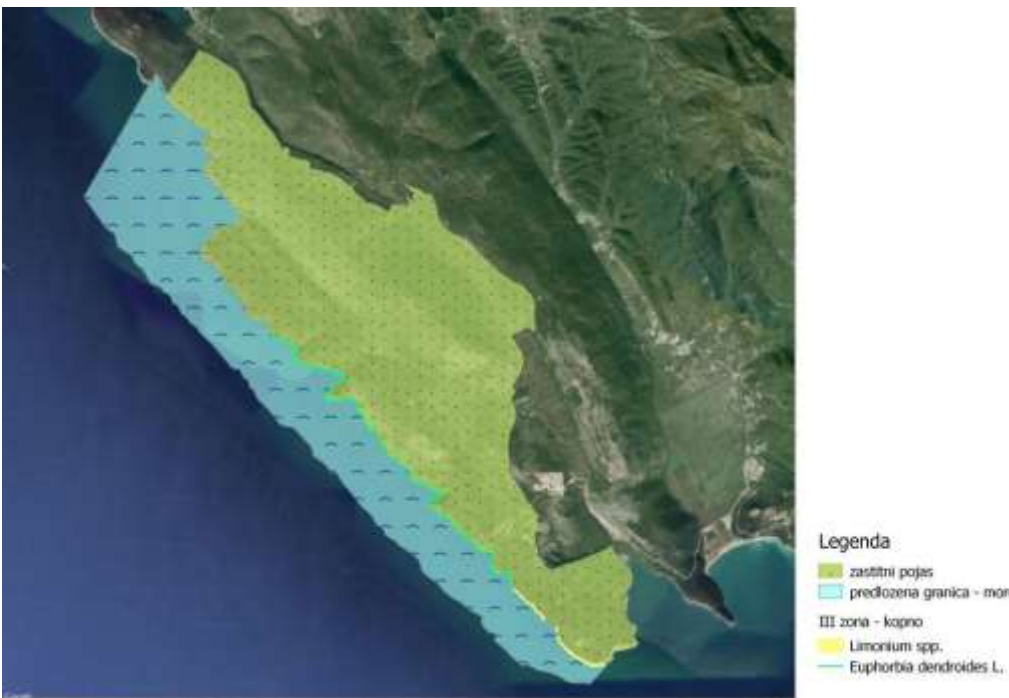 Legenda
zastitni pojas
predlozena granica - mor
III zona - kopno
Limonium spp.
Euphorbia dendroides L.